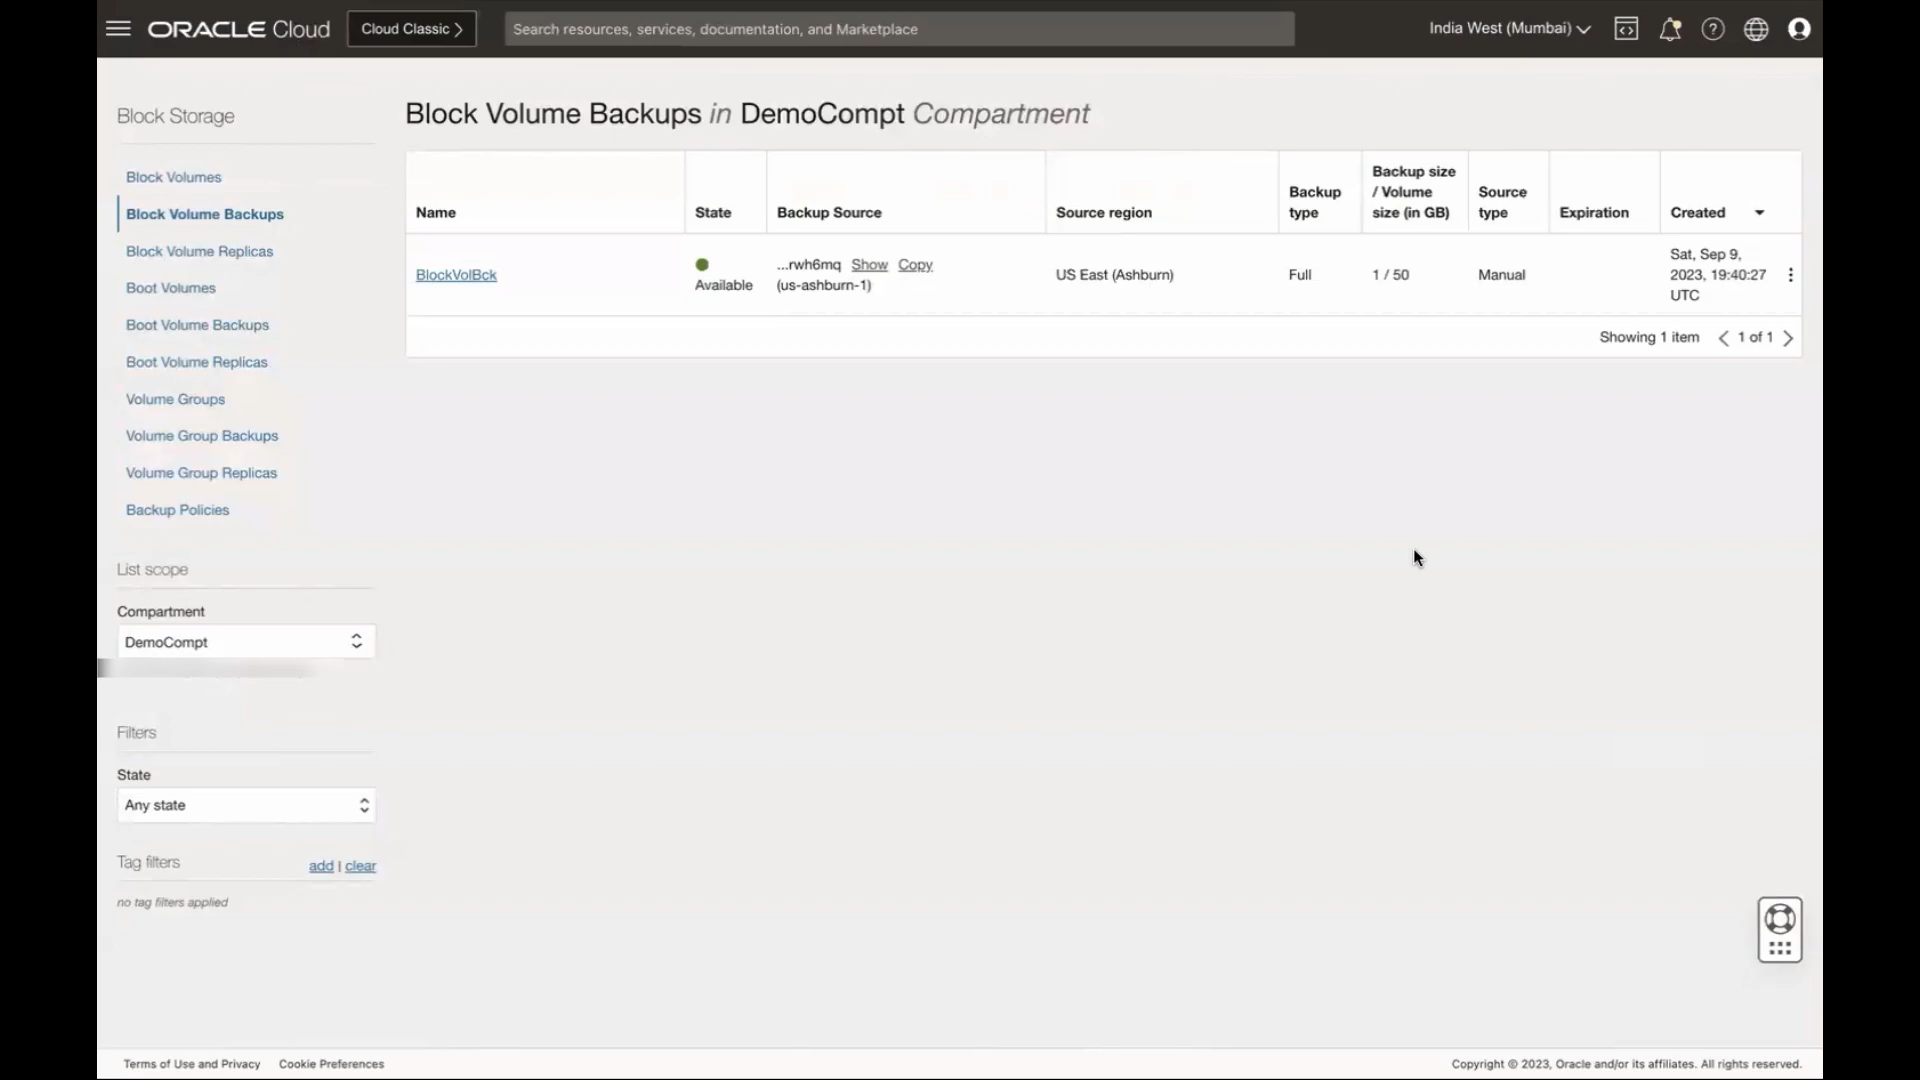 ORACLE Cloud
Cloud Classic
Search resources, services, documentation, and Marketplace
India West (Mumbai)
Block Storage
Block Volumes
Block Volume Backups
Block Volume Replicas
Boot Volumes
Boot Volume Backups
Boot Volume Replicas
Volume Groups
Volume Group Backups
Volume Group Replicas
Backup Policies
List scope
Compartment
DemoCompt
Filters
State
Any state
Tag filters
add | clear
no tag filters applied
Block Volume Backups in DemoCompt Compartment
Name
State
Backup Source
Source region
Backup
type
Backup size
/ Volume
size (in GB)
Source
type
Expiration
Created
BlockVolBck
Available
...rwh6mq Show Copy
(us-ashburn-1)
US East (Ashburn)
Full
1 / 50
Manual
Sat, Sep 9,
2023, 19:40:27
UTC
Showing 1 item
1 of 1
Terms of Use and Privacy
Cookie Preferences
Copyright © 2023, Oracle and/or its affiliates. All rights reserved.